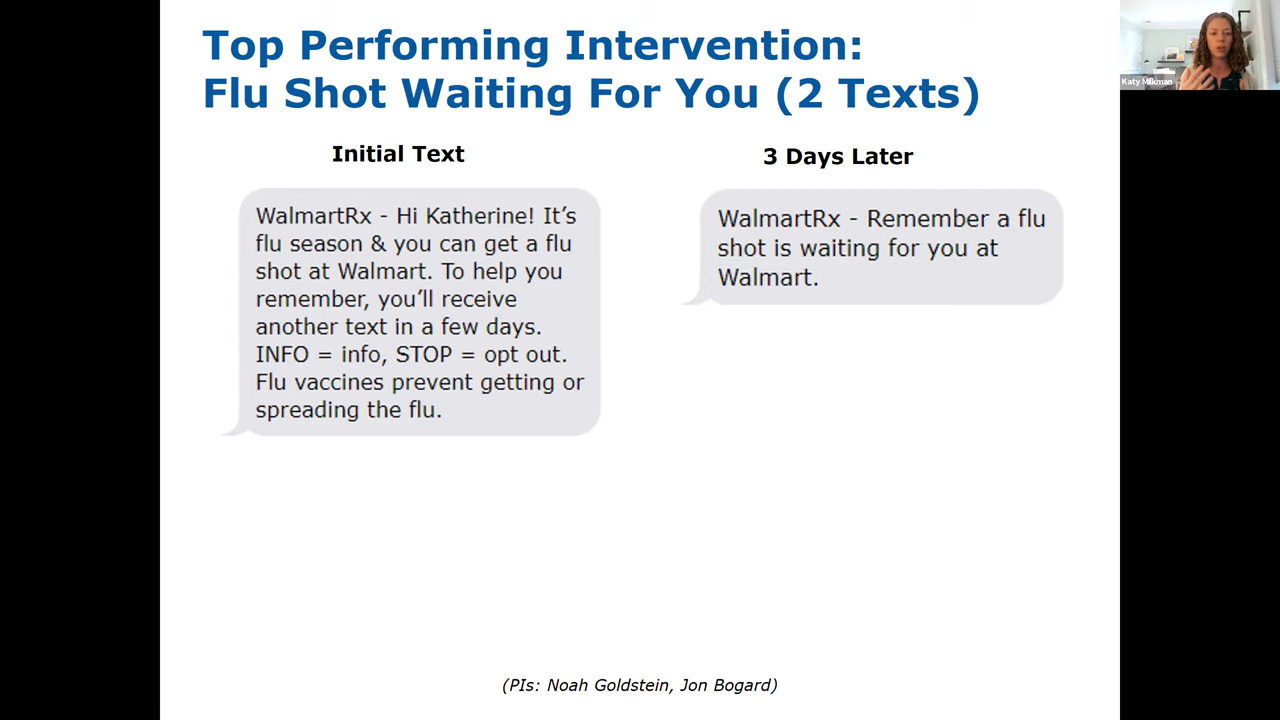 Top Performing Intervention:
Flu Shot Waiting For You (2 Texts)
Initial Text
WalmartRx - Hi Katherine! It’s
flu season & you can get a flu
shot at Walmart. To help you
remember, you’ll receive
another text in a few days.
INFO = info, STOP = opt out.
Flu vaccines prevent getting or
spreading the flu.
3 Days Later
WalmartRx - Remember a flu
shot is waiting for you at
Walmart.
(PIs: Noah Goldstein, Jon Bogard)
Katy Milkman